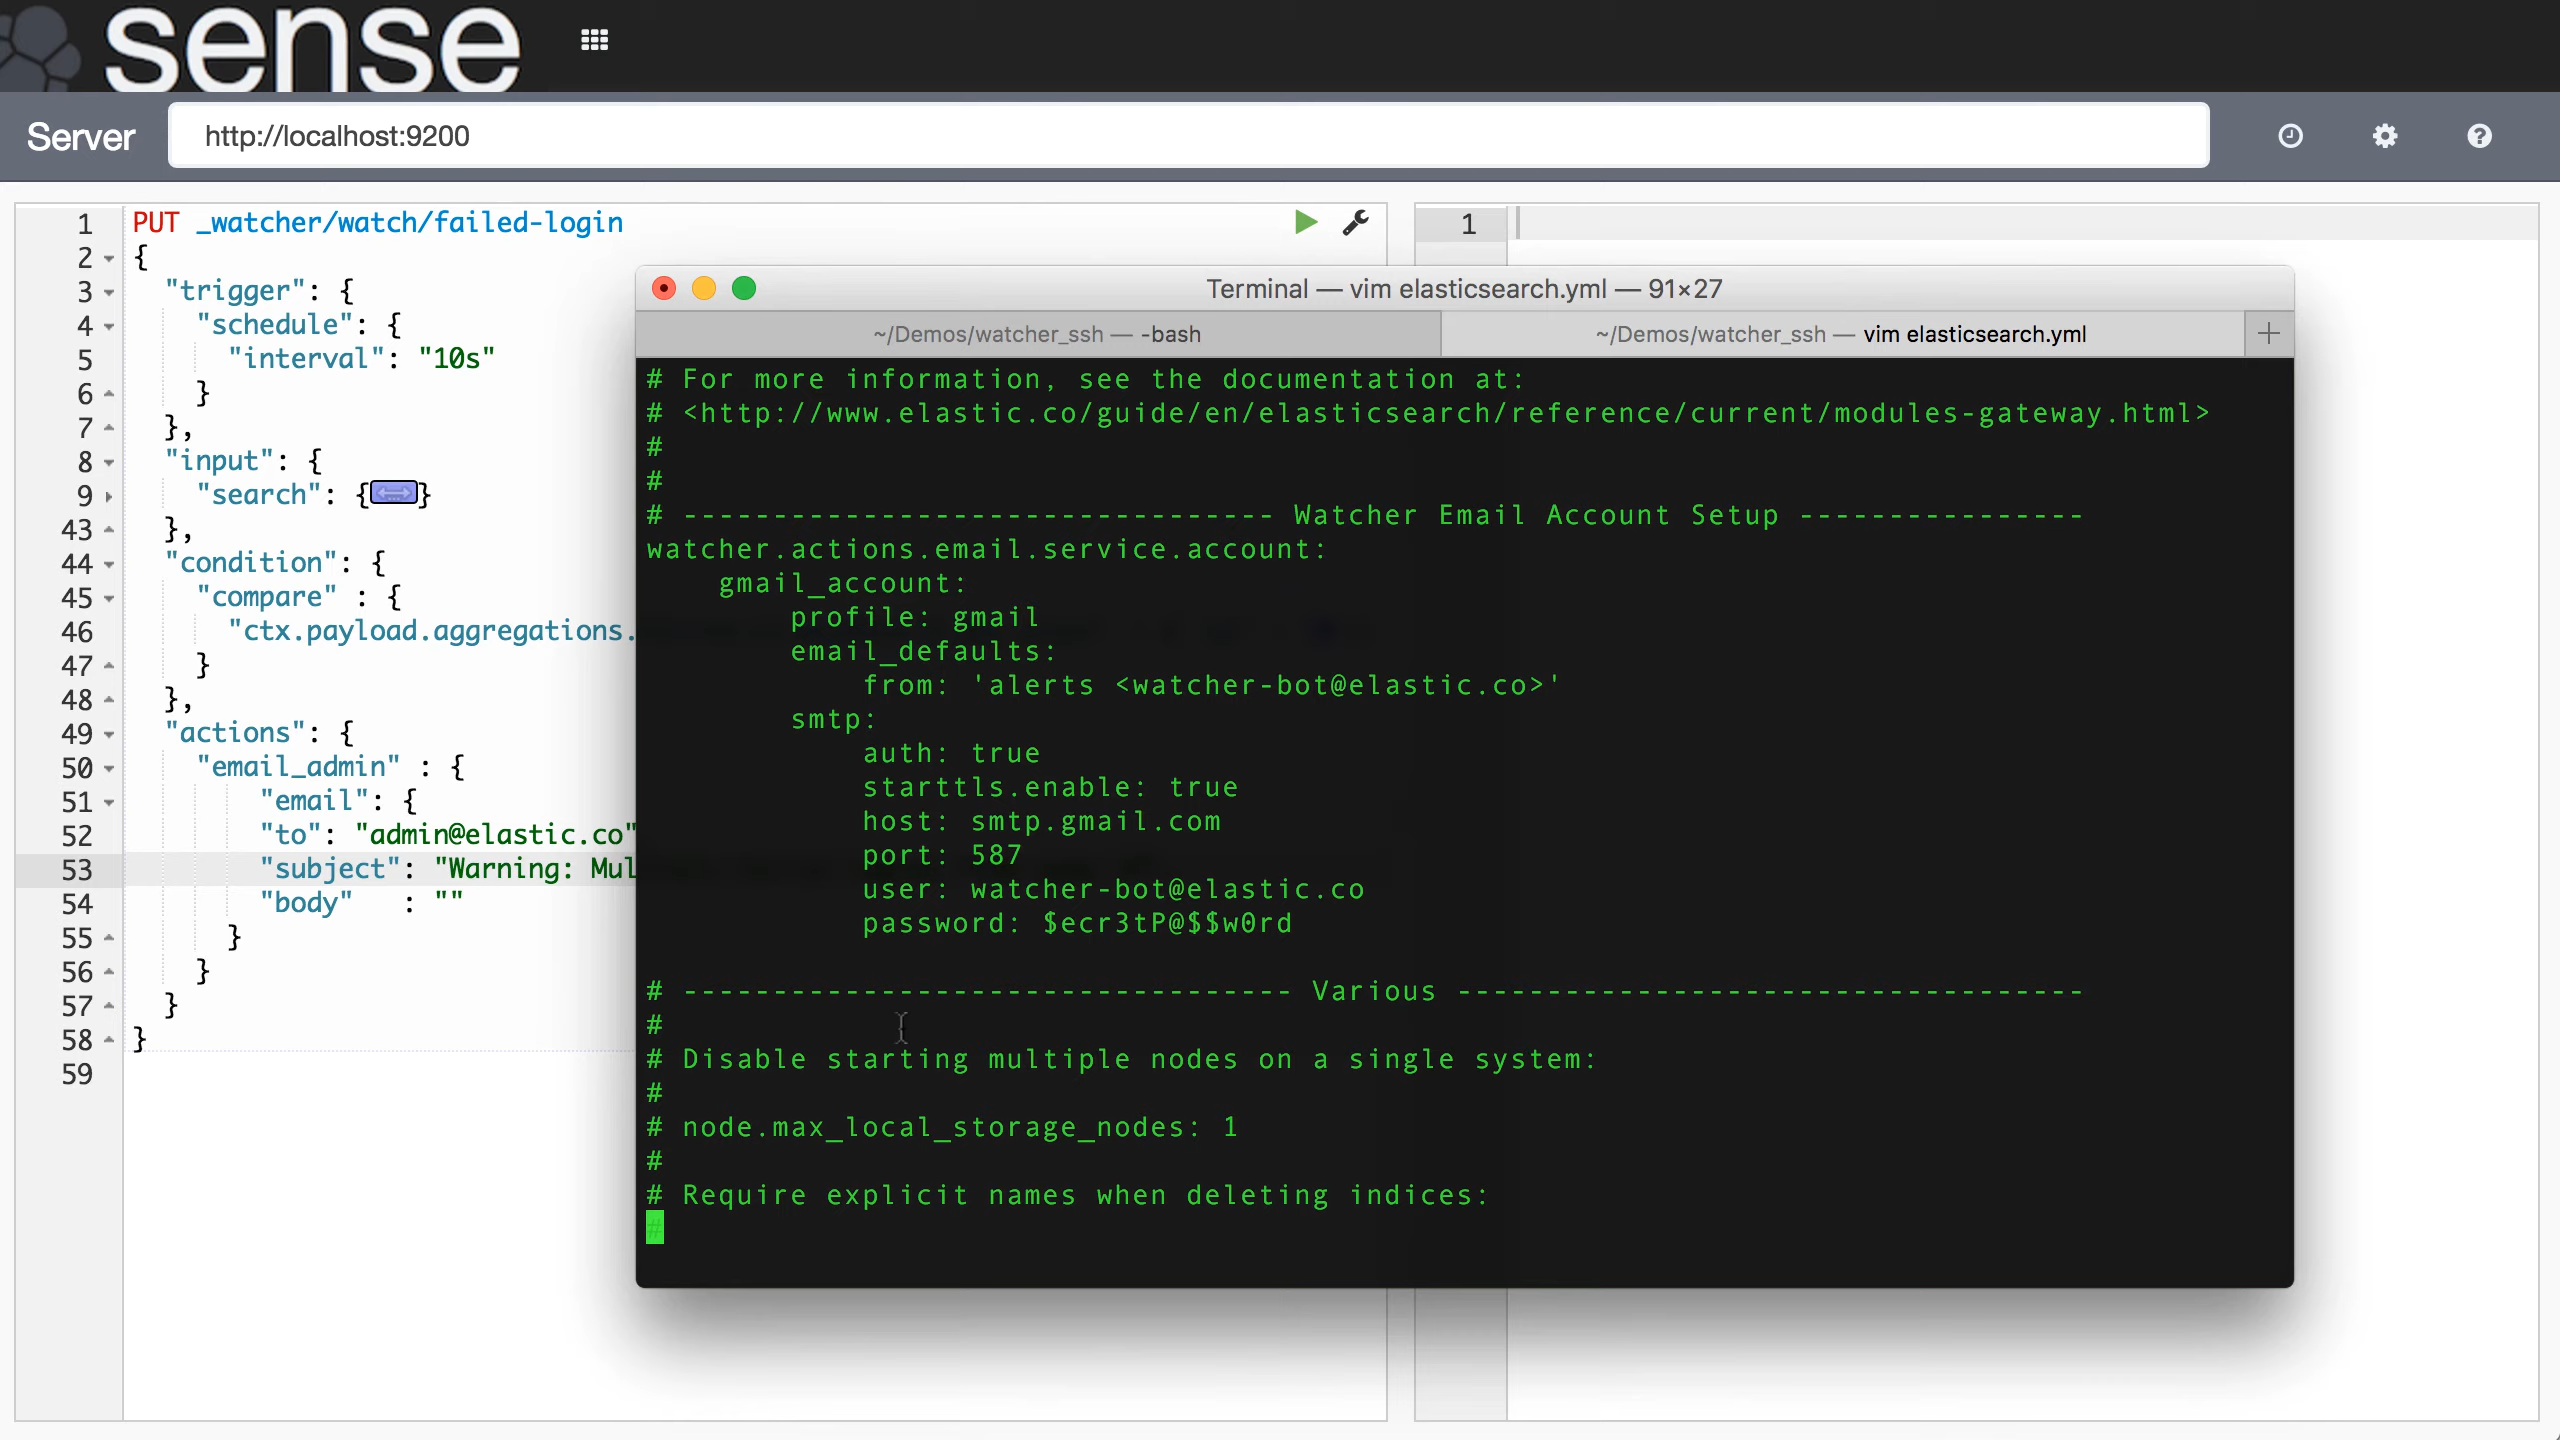 sense
Server
http://localhost:9200
1 PUT _watcher/watch/failed-login
2 {
3 "trigger": {
4 "schedule": {
5 "interval": "10s"
6 }
7 },
8 "input": {
9 "search": {}
43 },
44 "condition": {
45 "compare" : {
46 "ctx.payload.aggregations.
47 }
48 },
49 "actions": {
50 "email_admin" : {
51 "email": {
52 "to": "admin@elastic.co"
53 "subject": "Warning: Mul
54 "body" : ""
55 }
56 }
57 }
58 }
59
1
Terminal — vim elasticsearch.yml — 91×27
~/Demos/watcher_ssh — -bash
~/Demos/watcher_ssh — vim elasticsearch.yml
# For more information, see the documentation at:
# <http://www.elastic.co/guide/en/elasticsearch/reference/current/modules-gateway.html>
#
#
# --------------------------------- Watcher Email Account Setup ----------------
watcher.actions.email.service.account:
gmail_account:
profile: gmail
email_defaults:
from: 'alerts <watcher-bot@elastic.co>'
smtp:
auth: true
starttls.enable: true
host: smtp.gmail.com
port: 587
user: watcher-bot@elastic.co
password: $ecr3tP@$$w0rd
# ---------------------------------- Various -----------------------------------
#
# Disable starting multiple nodes on a single system:
#
# node.max_local_storage_nodes: 1
#
# Require explicit names when deleting indices:
#